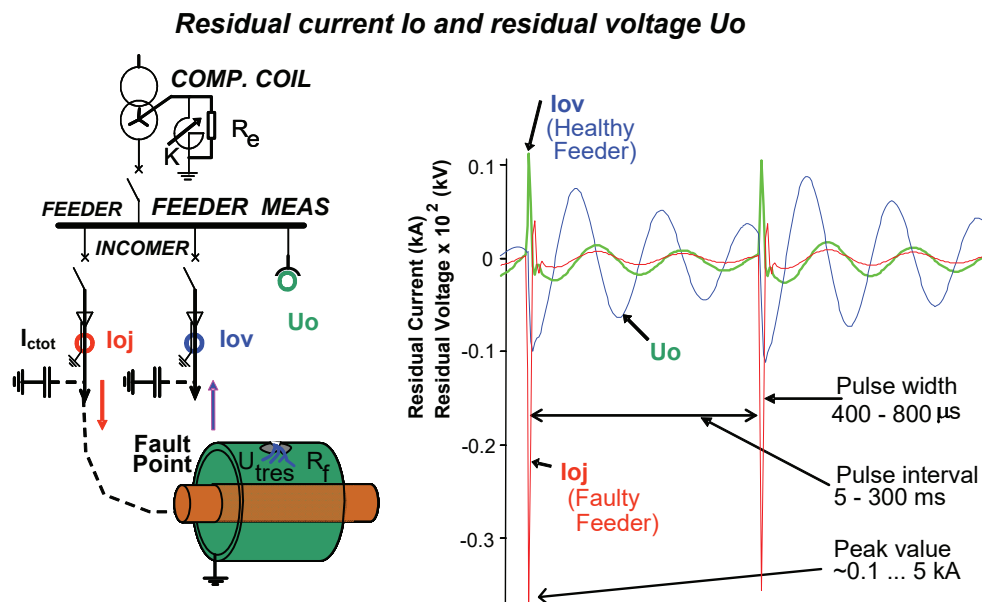 Residual current Io and residual voltage Uo
COMP. COIL
Re
K
FEEDER
FEEDER MEAS
INCOMER
Uo
Ictot
Ioj
Iov
Fault
Point
Utres
Rf
Residual Current (kA)
Residual Voltage x 10² (kV)
0.1
0
-0.1
-0.2
-0.3
Iov
(Healthy
Feeder)
Uo
Ioj
(Faulty
Feeder)
Pulse width
400 - 800 µs
Pulse interval
5 - 300 ms
Peak value
~0.1 ... 5 kA